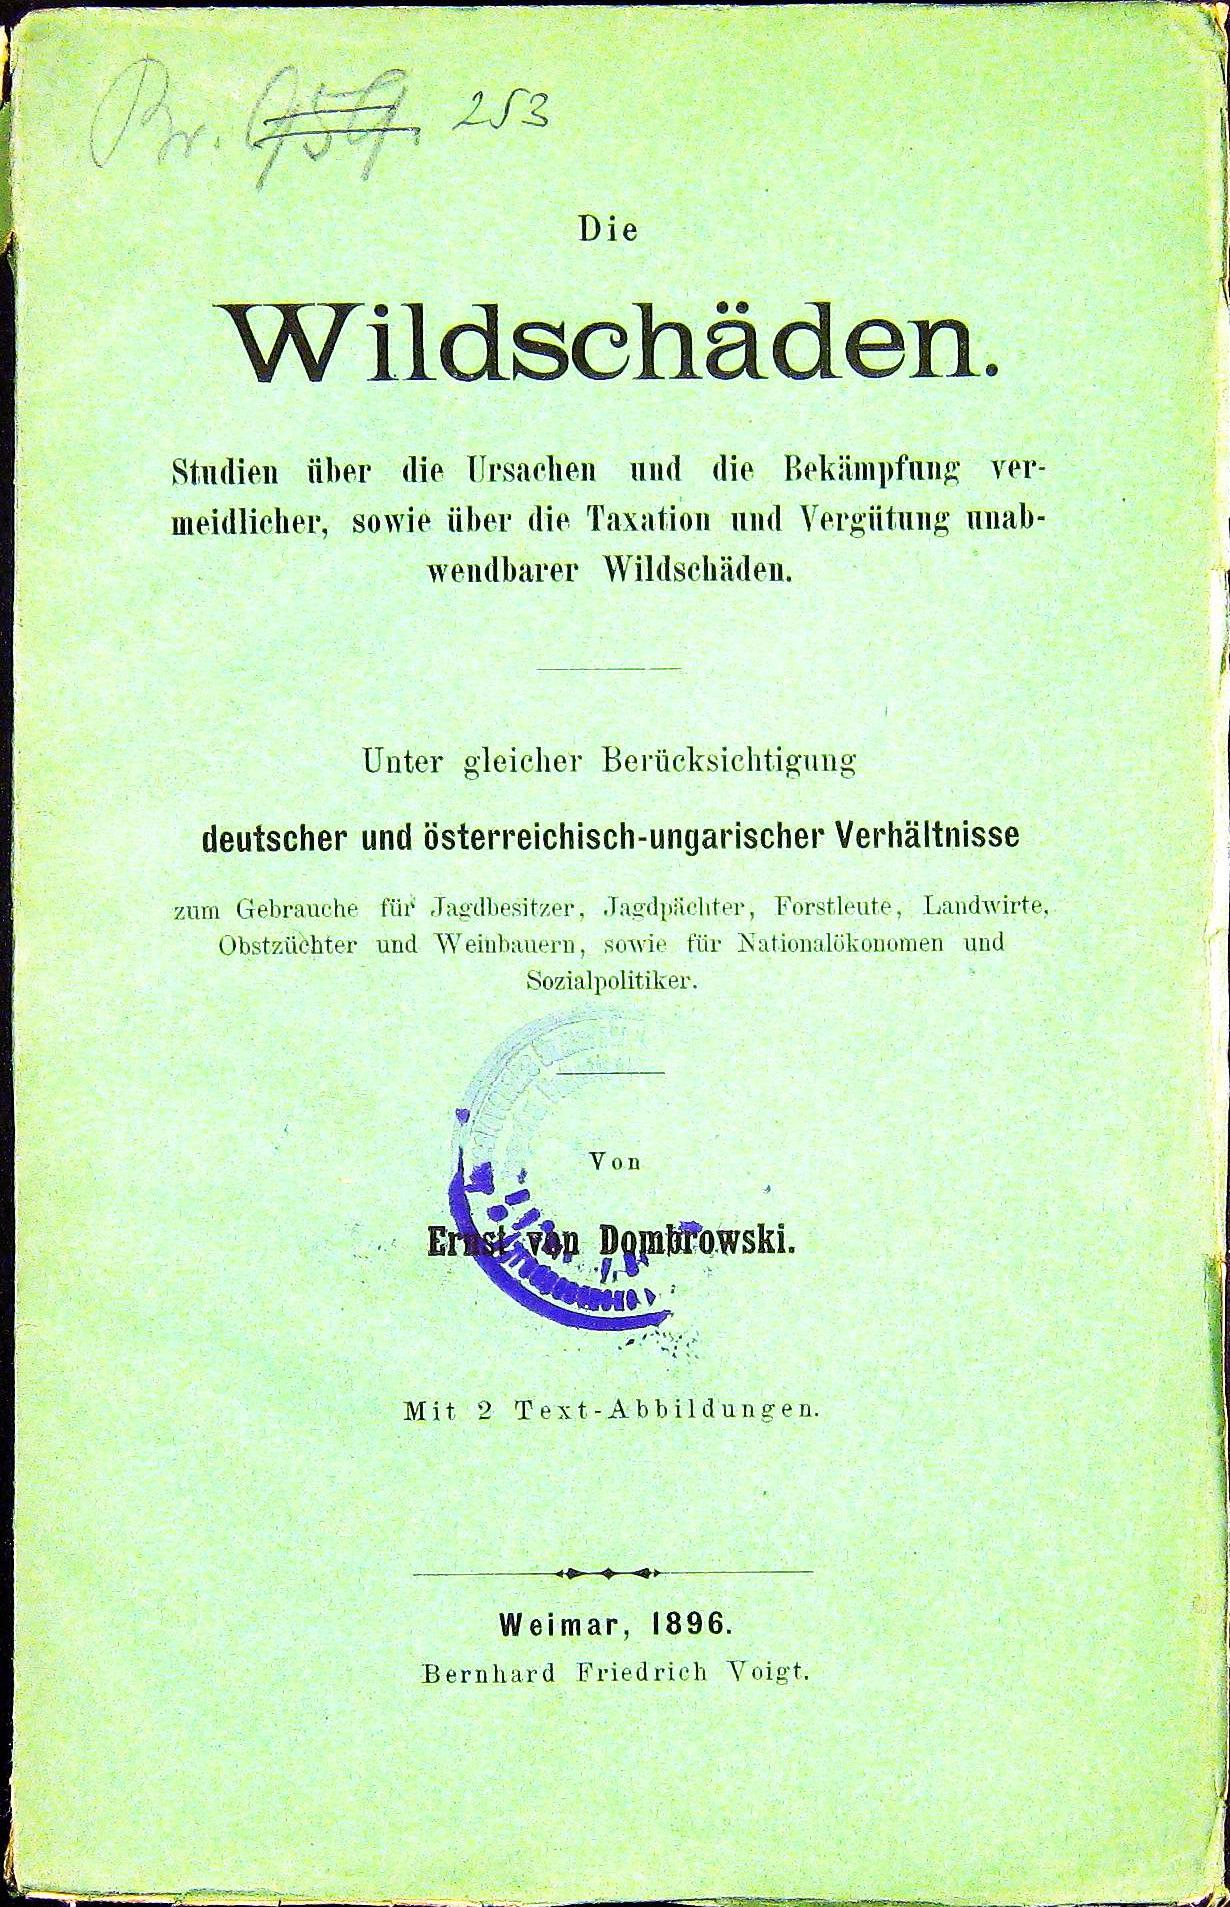 Br. 959. 253
Die
Wildschäden.
Studien über die Ursachen und die Bekämpfung ver-
meidlicher, sowie über die Taxation und Vergütung unab-
wendbarer Wildschäden.
Unter gleicher Berücksichtigung
deutscher und österreichisch-ungarischer Verhältnisse
zum Gebrauche für Jagdbesitzer, Jagdpächter, Forstleute, Landwirte,
Obstzüchter und Weinbauern, sowie für Nationalökonomen und
Sozialpolitiker.
Von
Ernst von Dombrowski.
Mit 2 Text-Abbildungen.
Weimar, 1896.
Bernhard Friedrich Voigt.